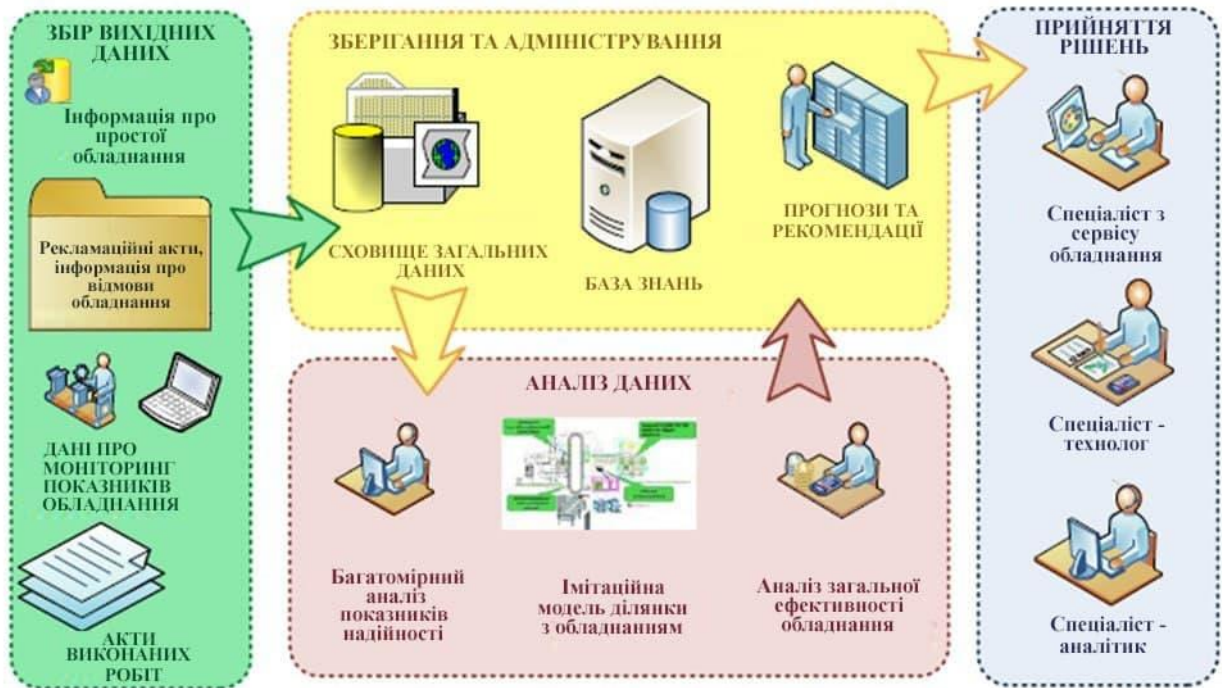 ЗБІР ВИХІДНИХ
ДАНИХ
Інформація про
простої
обладнання
Рекламаційні акти,
інформація про
відмови
обладнання
ДАНІ ПРО
МОНІТОРИНГ
ПОКАЗНИКІВ
ОБЛАДНАННЯ
АКТИ
ВИКОНАНИХ
РОБІТ
ЗБЕРІГАННЯ ТА АДМІНІСТРУВАННЯ
СХОВИЩЕ ЗАГАЛЬНИХ
ДАНИХ
БАЗА ЗНАНЬ
ПРОГНОЗИ ТА
РЕКОМЕНДАЦІЇ
АНАЛІЗ ДАНИХ
Багатомірний
аналіз
показників
надійності
Імітаційна
модель ділянки
з обладнанням
Аналіз загальної
ефективності
обладнання
ПРИЙНЯТТЯ
РІШЕНЬ
Спеціаліст з
сервісу
обладнання
Спеціаліст -
технолог
Спеціаліст -
аналітик